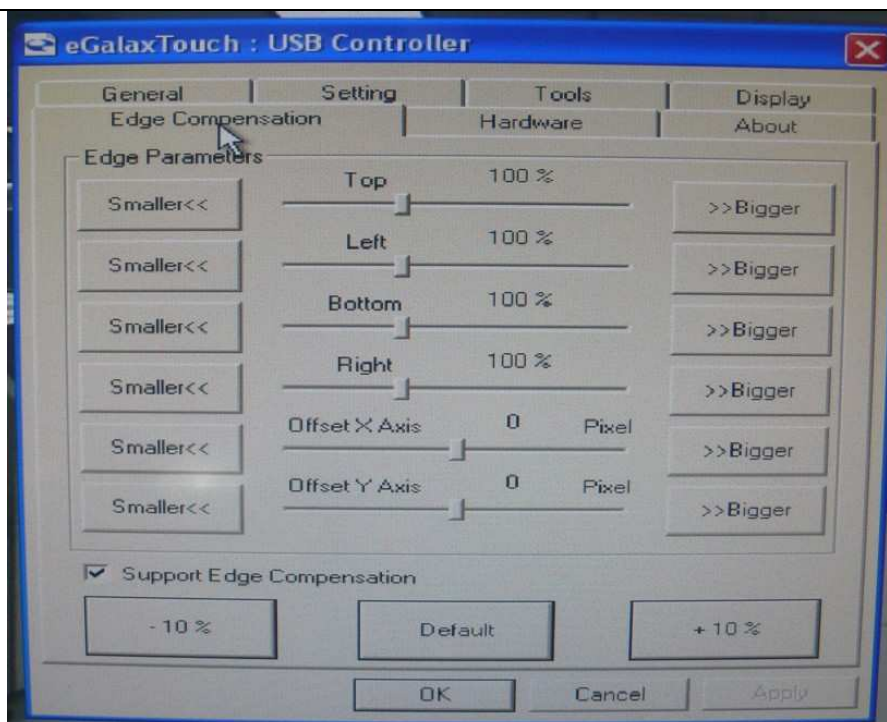 eGalaxTouch : USB Controller
General Setting Tools Display
Edge Compensation Hardware About
Edge Parameters
Top 100 %
Smaller<< >>Bigger
Left 100 %
Smaller<< >>Bigger
Bottom 100 %
Smaller<< >>Bigger
Right 100 %
Smaller<< >>Bigger
Offset X Axis 0 Pixel
Smaller<< >>Bigger
Offset Y Axis 0 Pixel
Smaller<< >>Bigger
Support Edge Compensation
- 10 % Default + 10 %
OK Cancel Apply